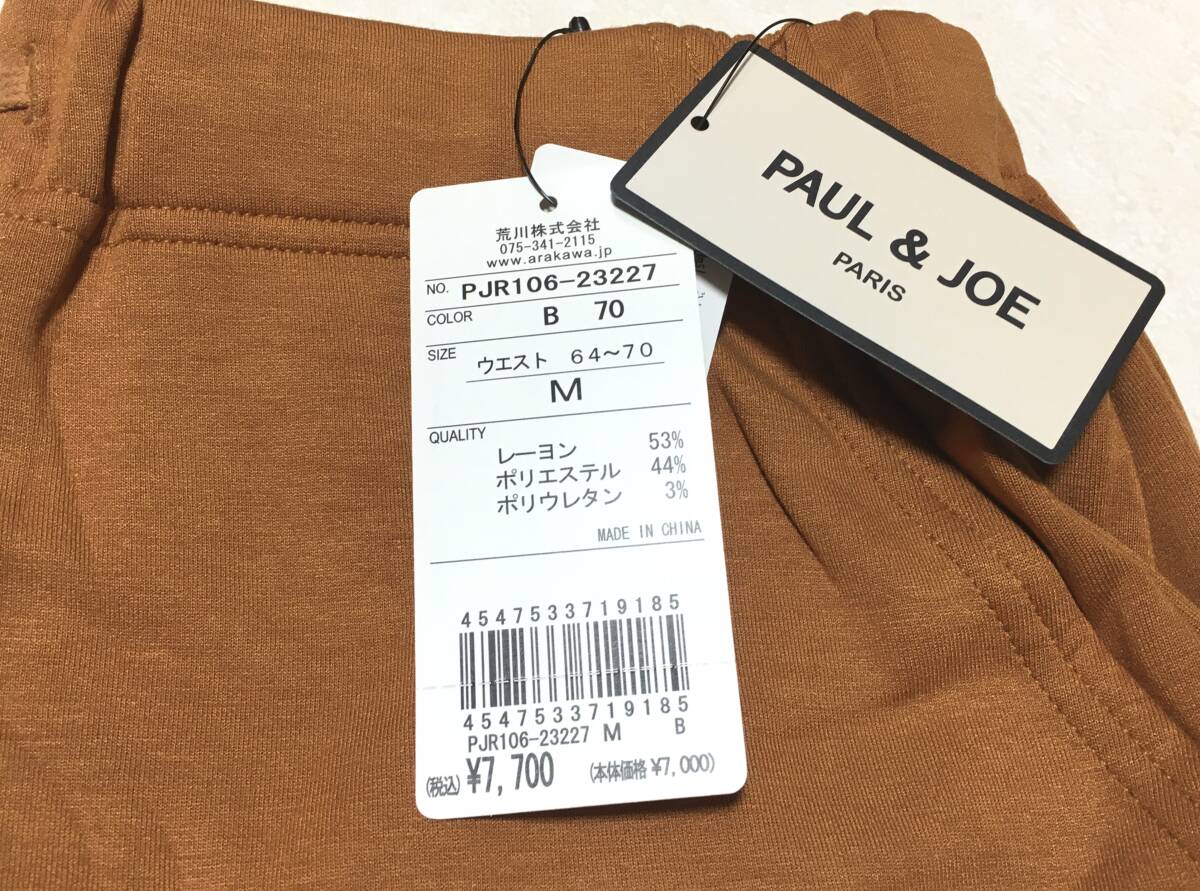 PAUL & JOE
PARIS
荒川株式会社
075-341-2115
www.arakawa.jp
NO. PJR106-23227
COLOR B 70
SIZE ウエスト 64〜70
M
QUALITY
レーヨン 53%
ポリエステル 44%
ポリウレタン 3%
MADE IN CHINA
4547533719185
4547533719185
PJR106-23227 M B
(税込) ¥7,700 (本体価格 ¥7,000)